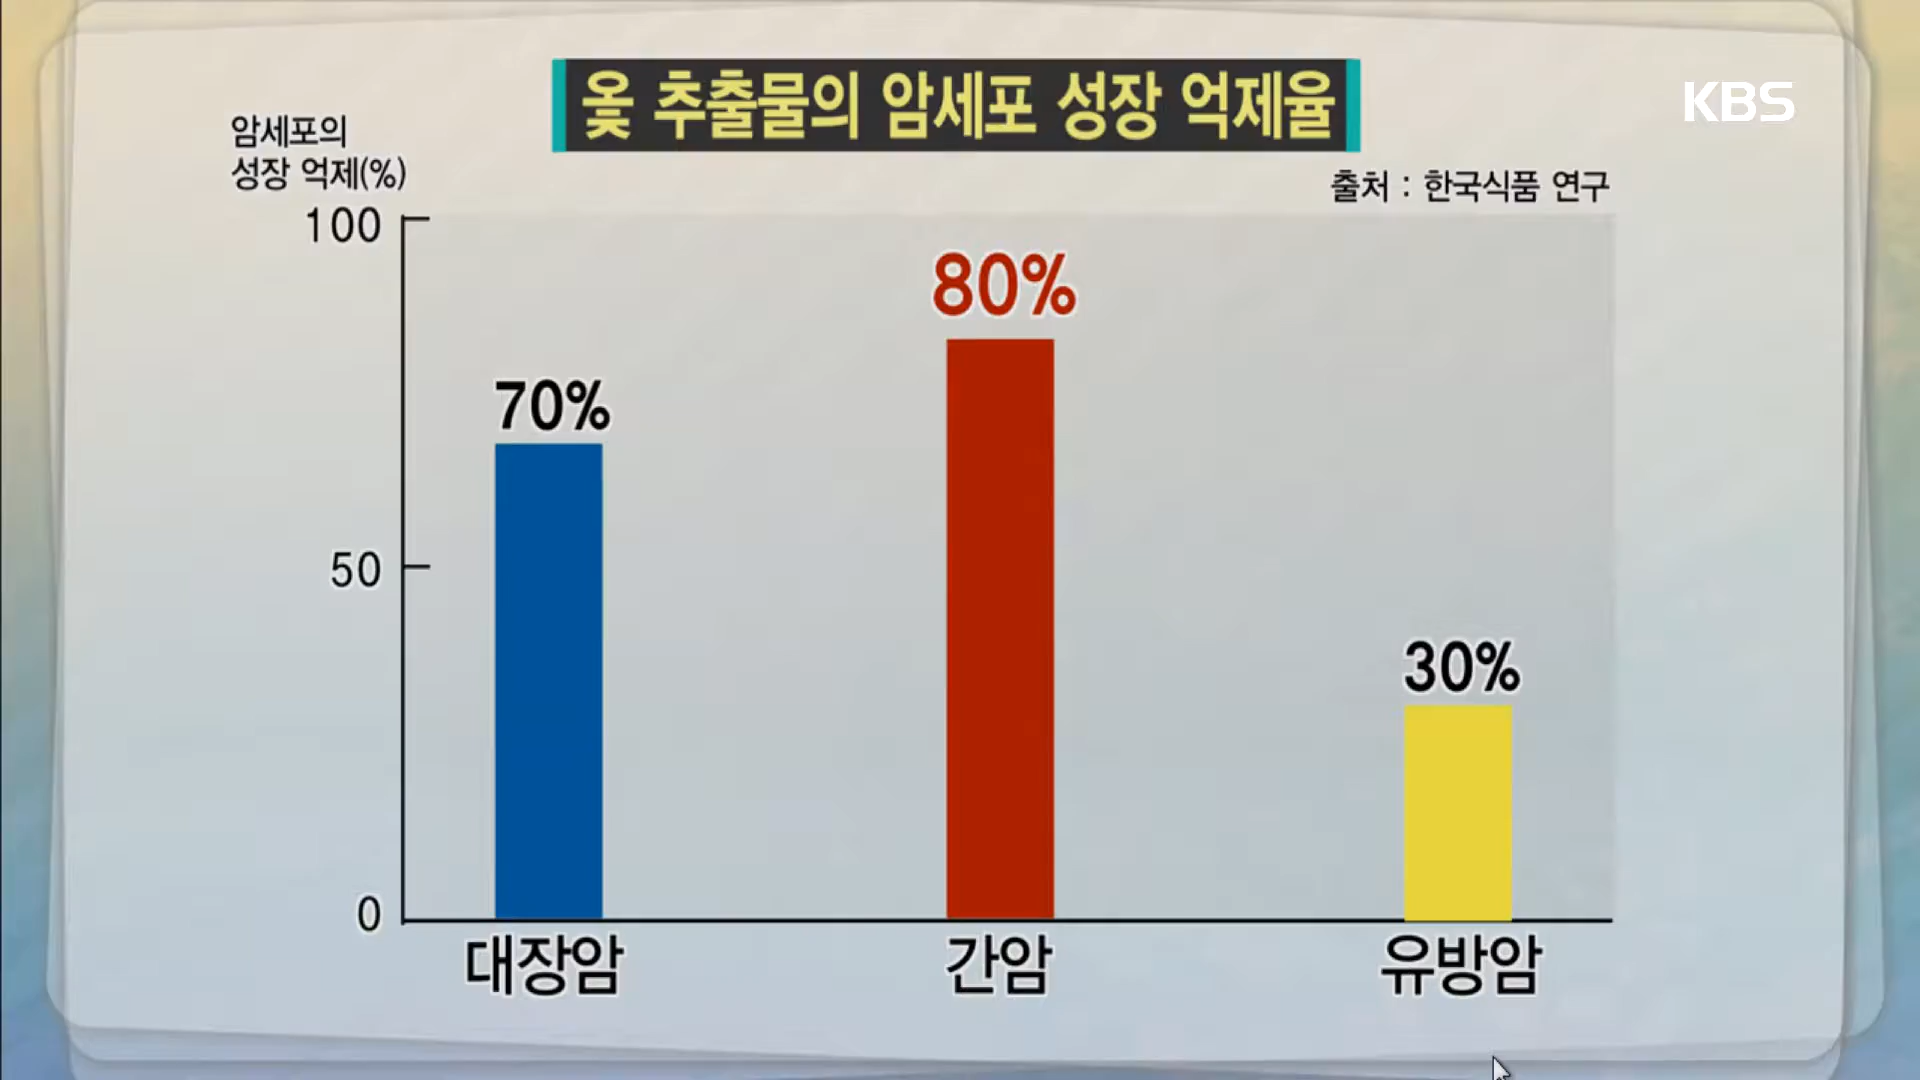 옻 추출물의 암세포 성장 억제율
KBS
암세포의
성장 억제(%)
출처 : 한국식품 연구
100
80%
70%
50
30%
0
대장암 간암 유방암